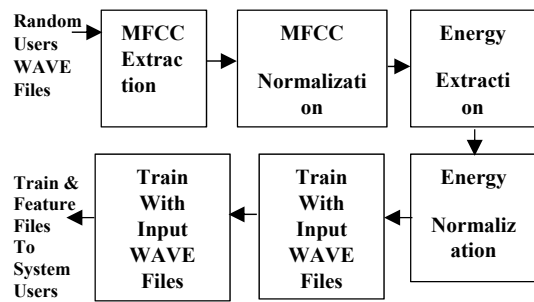 Random
Users
WAVE
Files
MFCC
Extrac
tion
MFCC
Normalizati
on
Energy
Extracti
on
Energy
Normaliz
ation
Train
With
Input
WAVE
Files
Train
With
Input
WAVE
Files
Train &
Feature
Files
To
System
Users